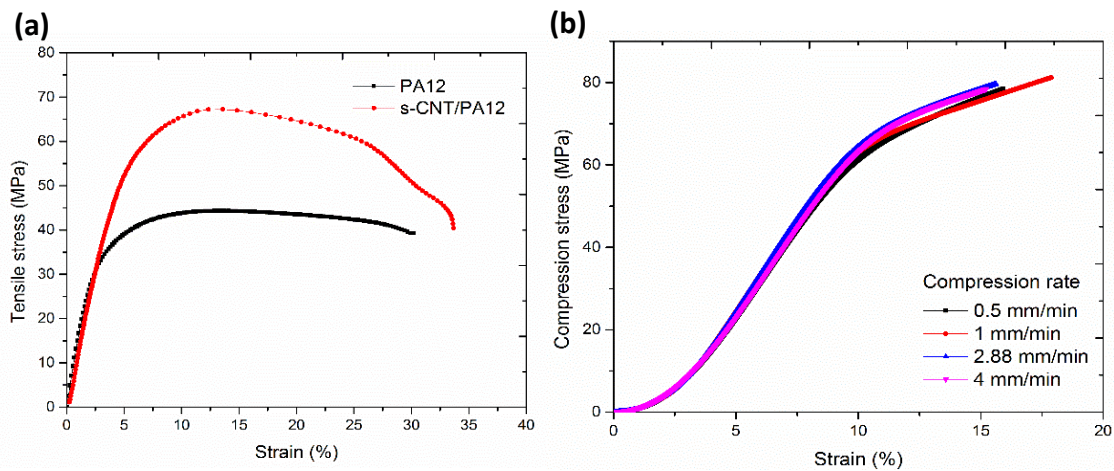 (a)
80
70
60
50
40
30
20
10
0
Tensile stress (MPa)
PA12
s-CNT/PA12
0 5 10 15 20 25 30 35 40
Strain (%)
(b)
80
60
40
20
0
Compression stress (MPa)
Compression rate
0.5 mm/min
1 mm/min
2.88 mm/min
4 mm/min
0 5 10 15 20
Strain (%)